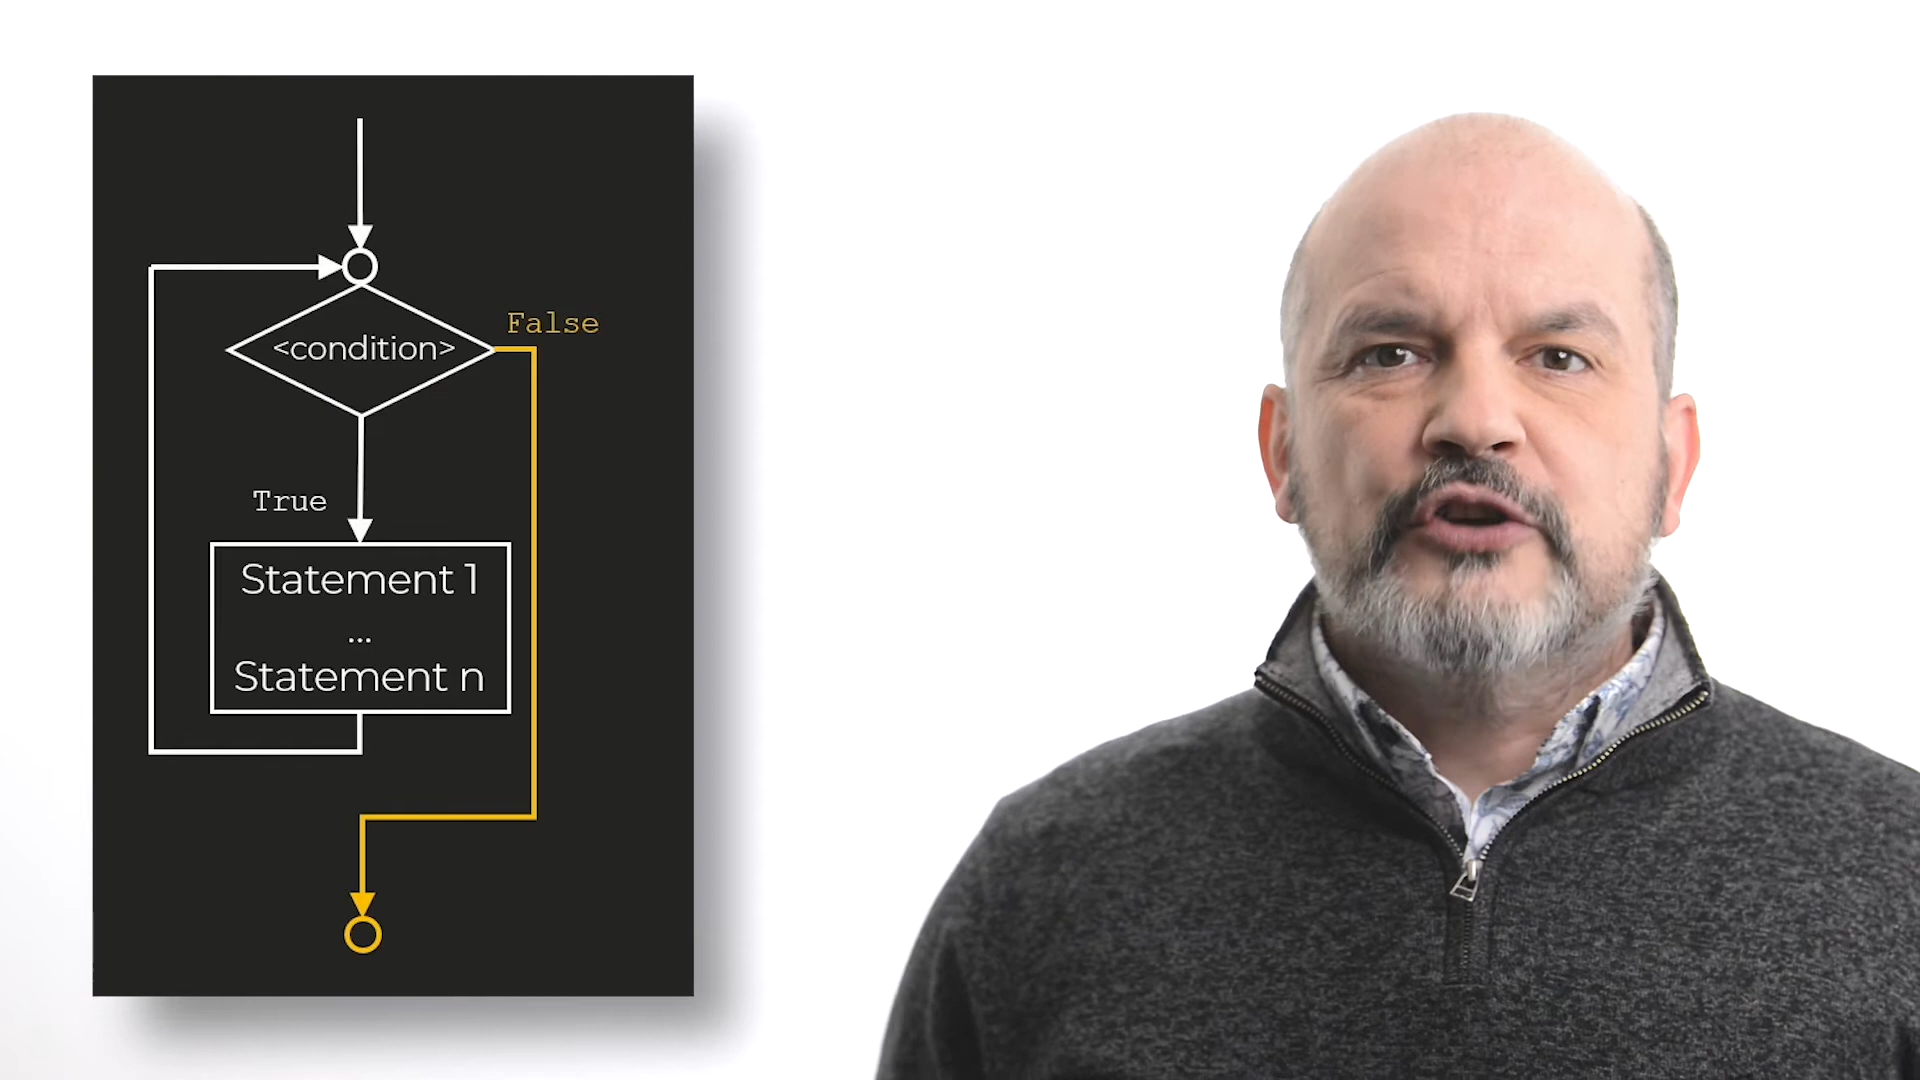 <condition>
False
True
Statement 1
...
Statement n